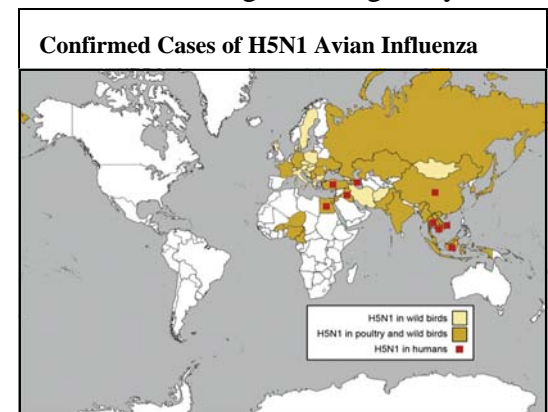 Confirmed Cases of H5N1 Avian Influenza
H5N1 in wild birds
H5N1 in poultry and wild birds
H5N1 in humans